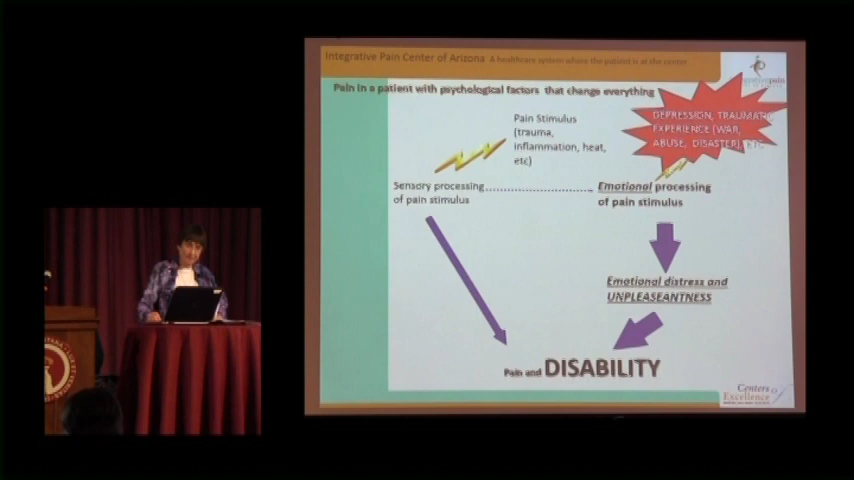 Integrative Pain Center of Arizona A healthcare system where the patient is at the center
Pain in a patient with psychological factors that change everything
Pain Stimulus
(trauma,
inflammation, heat,
etc)
DEPRESSION, TRAUMATIC
EXPERIENCE (WAR,
ABUSE, DISASTER), ETC
Sensory processing
of pain stimulus
Emotional processing
of pain stimulus
Emotional distress and
UNPLEASEANTNESS
Pain and DISABILITY
Centers of
Excellence